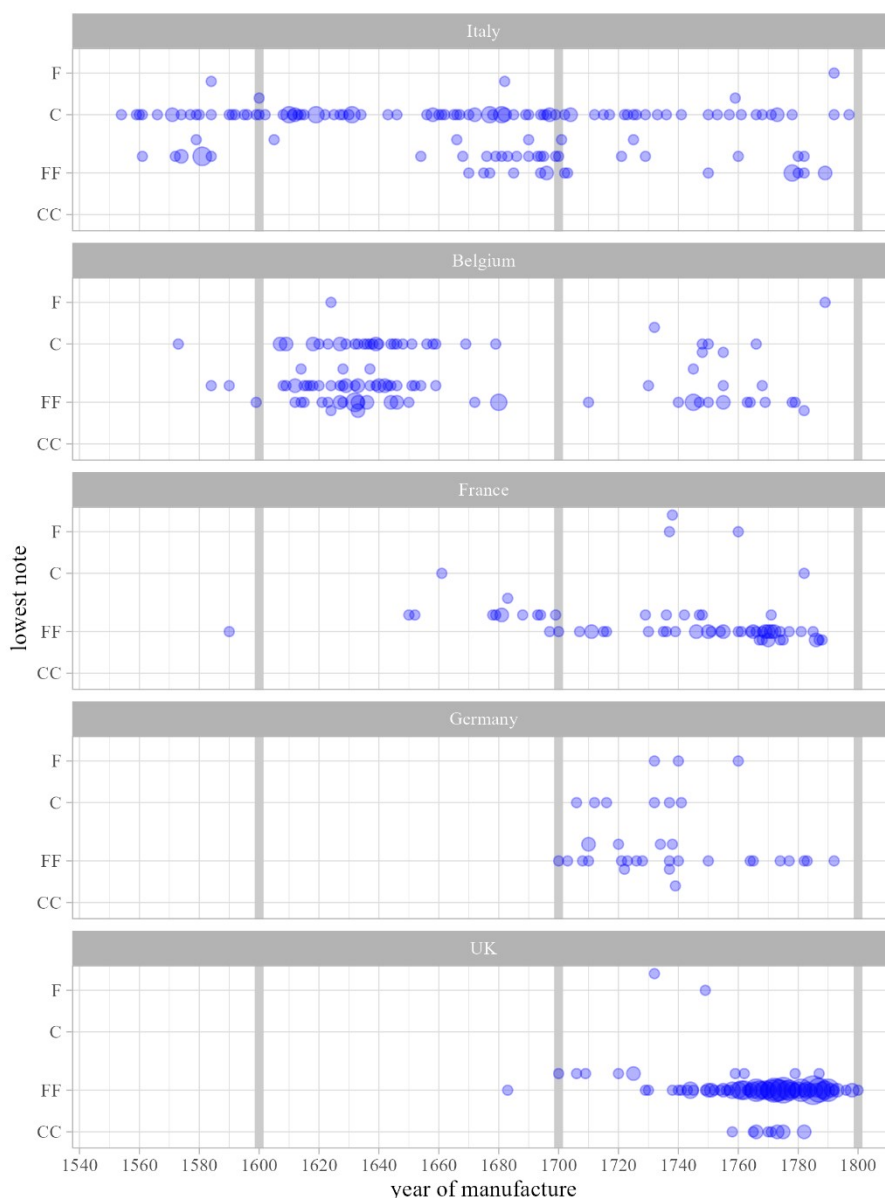 Italy
F
C
FF
CC
Belgium
F
C
FF
CC
France
F
C
FF
CC
Germany
F
C
FF
CC
UK
F
C
FF
CC
lowest note
1540 1560 1580 1600 1620 1640 1660 1680 1700 1720 1740 1760 1780 1800
year of manufacture